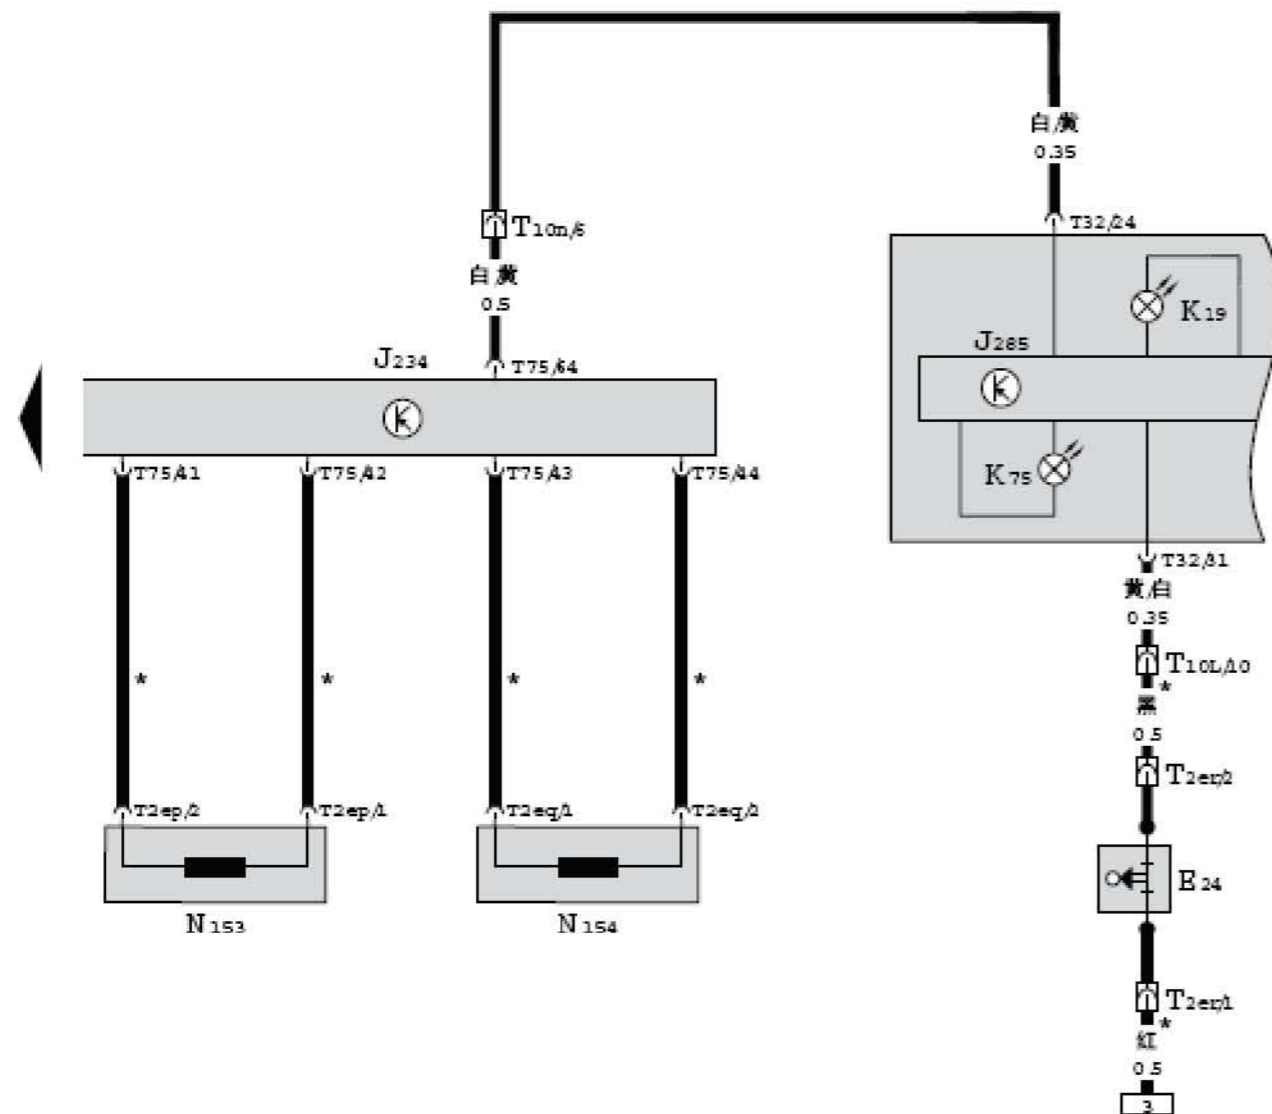 白/黄
0.35
T32/24
T10n/6
白/黄
0.5
J234
T75/64
K19
J285
K75
T75/41
T75/42
T75/43
T75/44
T32/31
黄/白
0.35
T10L/10
*
*
*
*
*
黑
0.5
T2er/2
T2ep/2
T2ep/1
T2eq/1
T2eq/2
E24
N153
N154
T2er/1
*
红
0.5
3